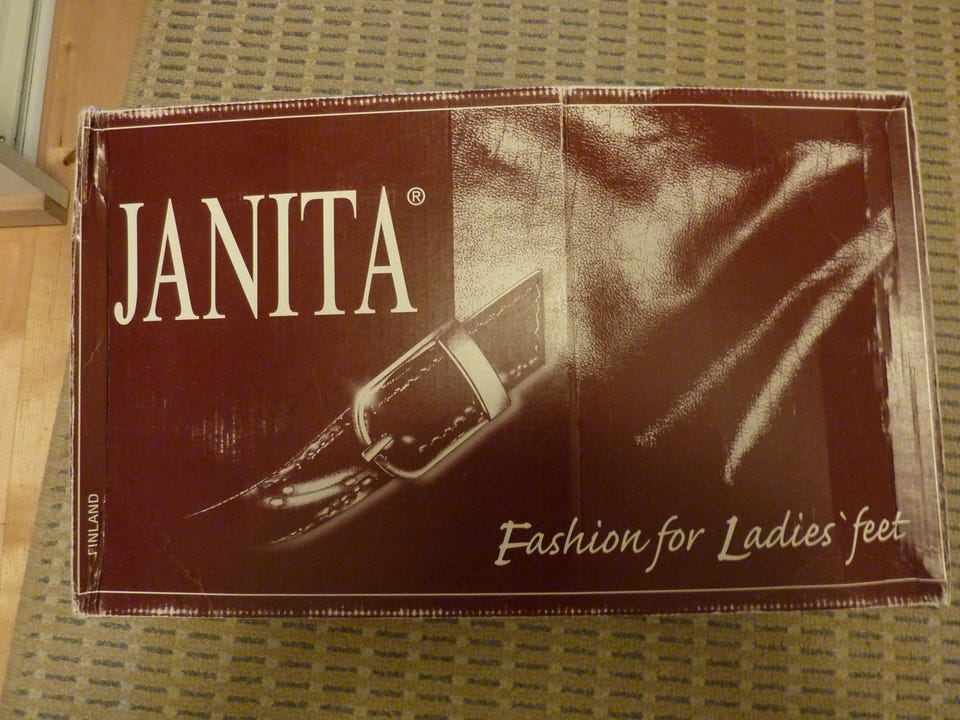 JANITA®
FINLAND
Fashion for Ladies` feet